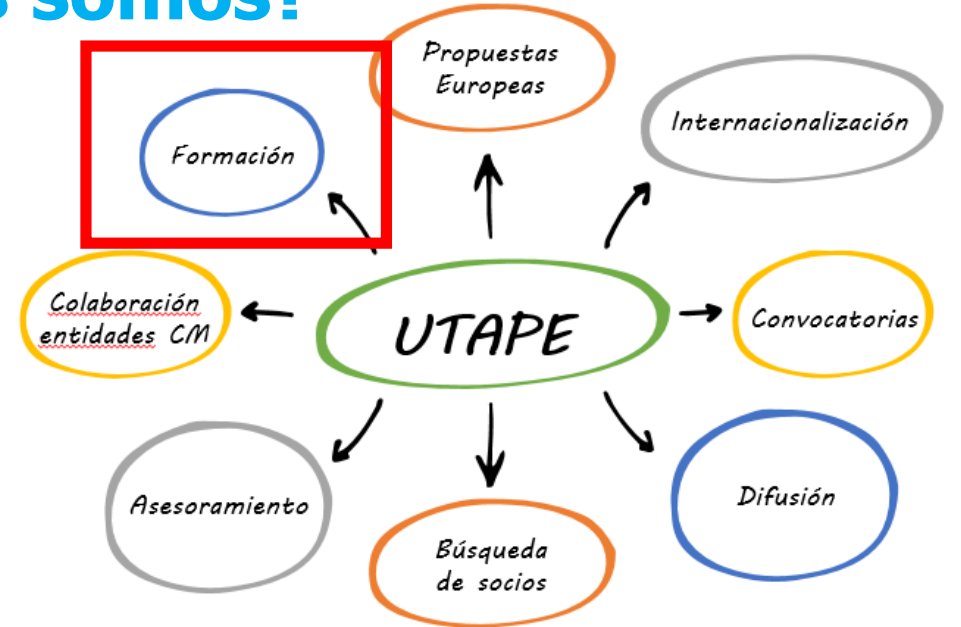 s somos?
Propuestas
Europeas
Internacionalización
Formación
Colaboración
entidades CM
UTAPE
Convocatorias
Asesoramiento
Difusión
Búsqueda
de socios